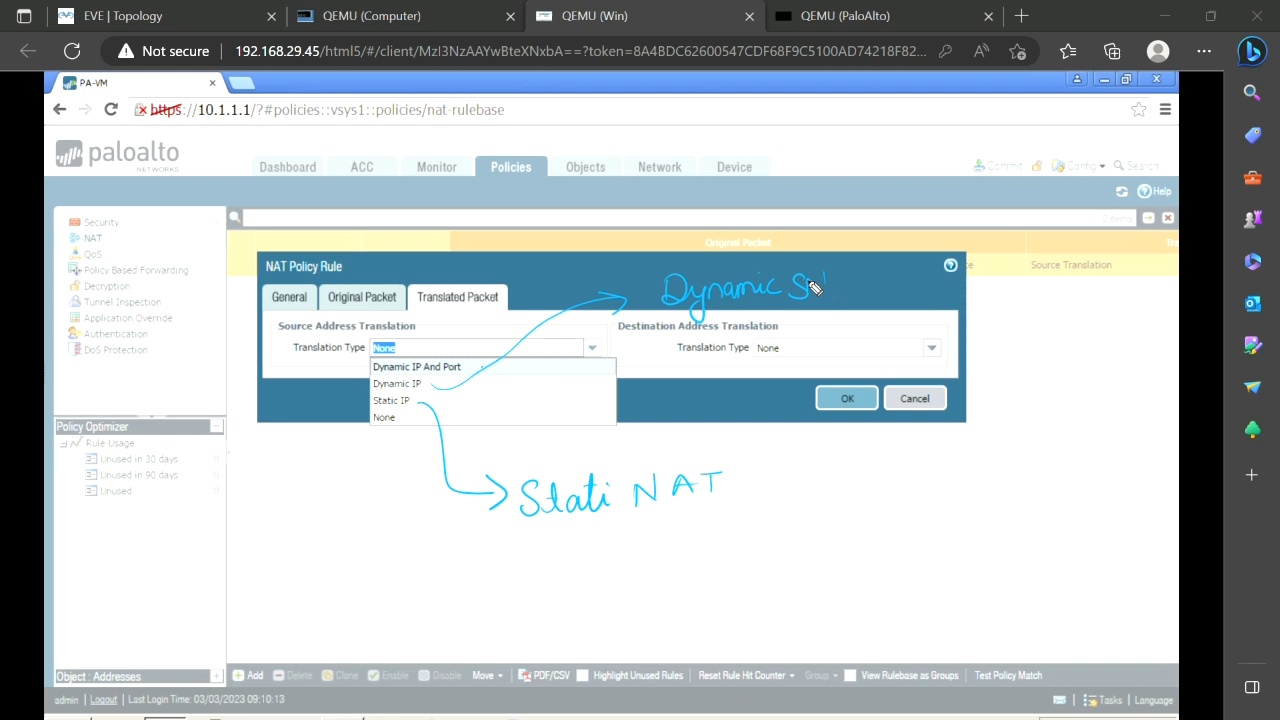 EVE | Topology
QEMU (Computer)
QEMU (Win)
QEMU (PaloAlto)
Not secure
192.168.29.45/html5/#/client/MzI3NzAAYwBteXNxbA==?token=8A4BDC62600547CDF68F9C5100AD74218F82...
PA-VM
https://10.1.1.1/?#policies::vsys1::policies/nat-rulebase
paloalto
NETWORKS
Dashboard
ACC
Monitor
Policies
Objects
Network
Device
Commit
Config
Search
Help
Security
NAT
QoS
Policy Based Forwarding
Decryption
Tunnel Inspection
Application Override
Authentication
DoS Protection
0 items
Original Packet
Source Translation
NAT Policy Rule
Dynamic
General
Original Packet
Translated Packet
Source Address Translation
Destination Address Translation
Translation Type None
Translation Type None
Dynamic IP And Port
Dynamic IP
Static IP
None
OK
Cancel
Stati NAT
Policy Optimizer
Rule Usage
Unused in 30 days 0
Unused in 90 days 0
Unused 0
Object : Addresses
Add
Delete
Clone
Enable
Disable
Move
PDF/CSV
Highlight Unused Rules
Reset Rule Hit Counter
Group
View Rulebase as Groups
Test Policy Match
admin | Logout | Last Login Time: 03/03/2023 09:10:13
Tasks | Language